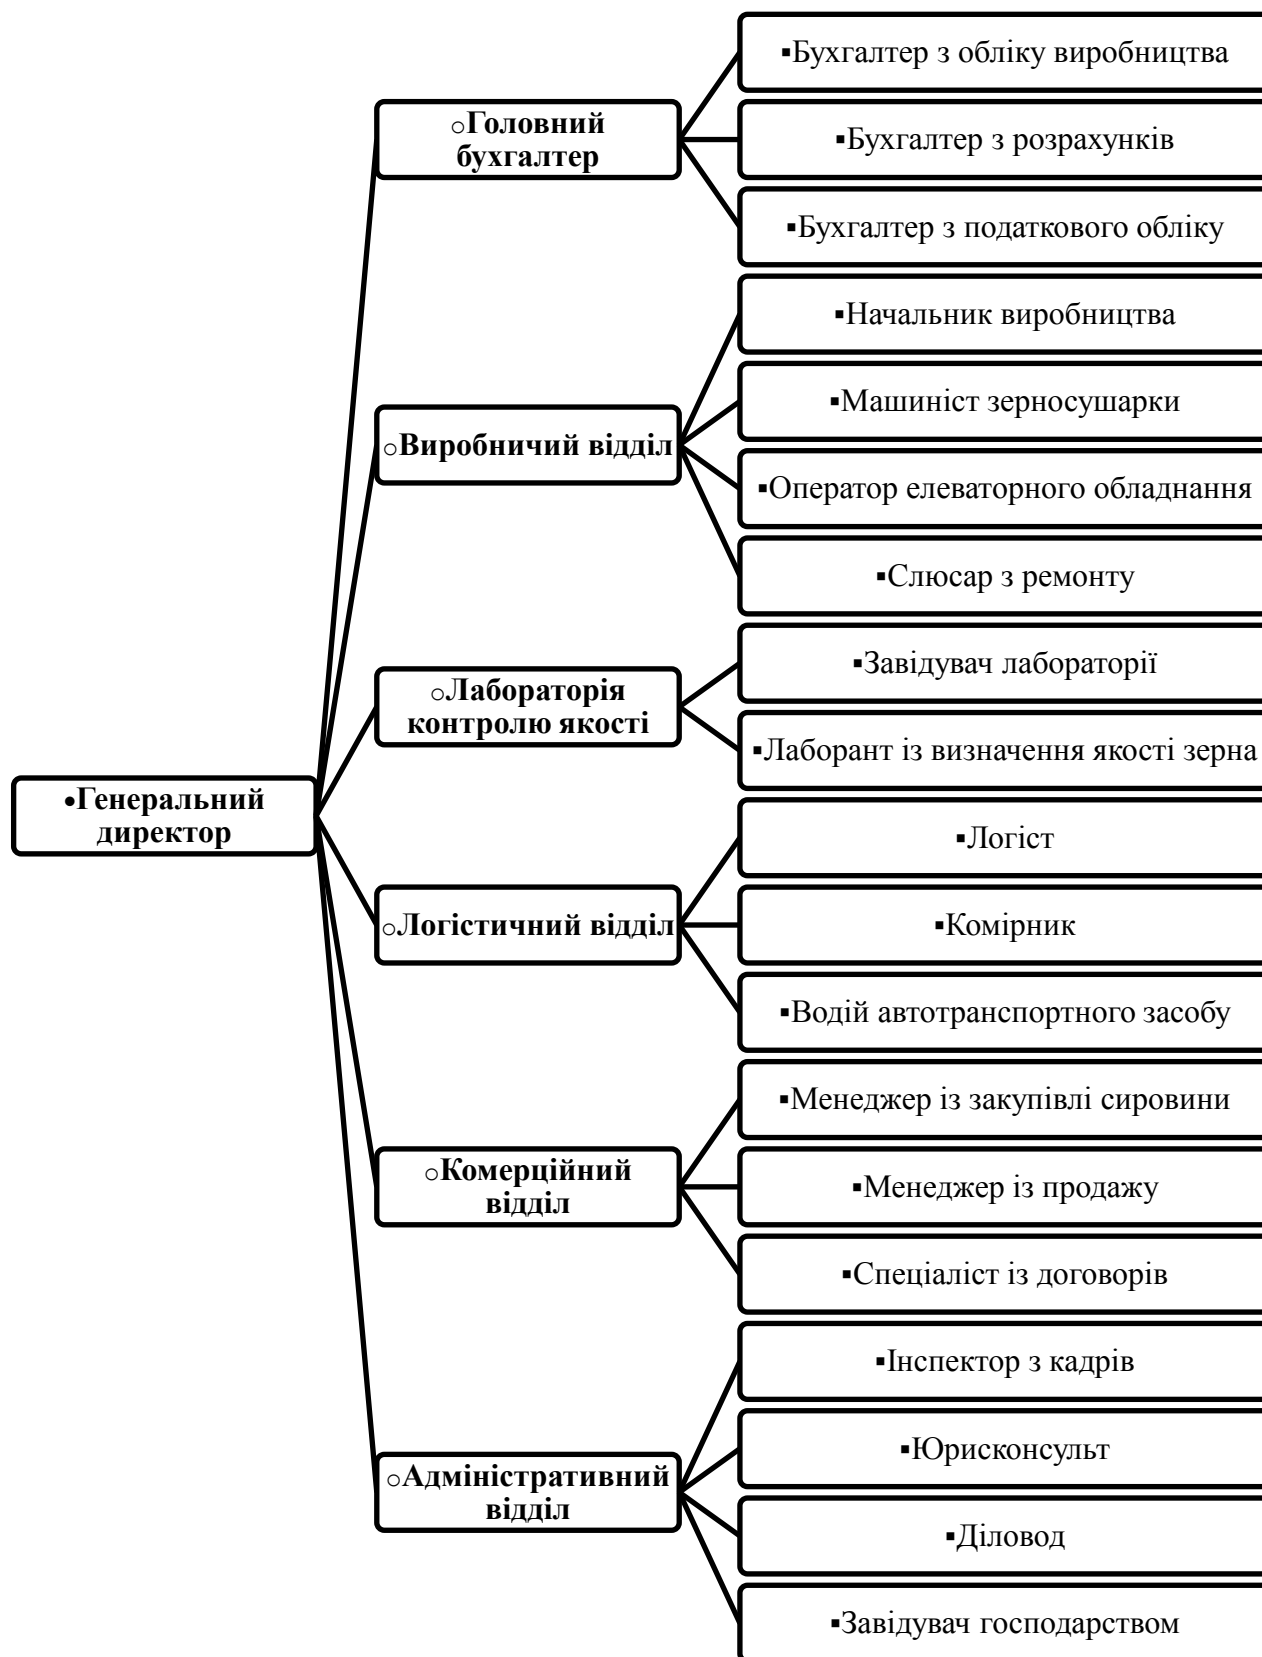 •Генеральний
директор
○Головний
бухгалтер
▪Бухгалтер з обліку виробництва
▪Бухгалтер з розрахунків
▪Бухгалтер з податкового обліку
○Виробничий відділ
▪Начальник виробництва
▪Машиніст зерносушарки
▪Оператор елеваторного обладнання
▪Слюсар з ремонту
○Лабораторія
контролю якості
▪Завідувач лабораторії
▪Лаборант із визначення якості зерна
○Логістичний відділ
▪Логіст
▪Комірник
▪Водій автотранспортного засобу
○Комерційний
відділ
▪Менеджер із закупівлі сировини
▪Менеджер із продажу
▪Спеціаліст із договорів
○Адміністративний
відділ
▪Інспектор з кадрів
▪Юрисконсульт
▪Діловод
▪Завідувач господарством